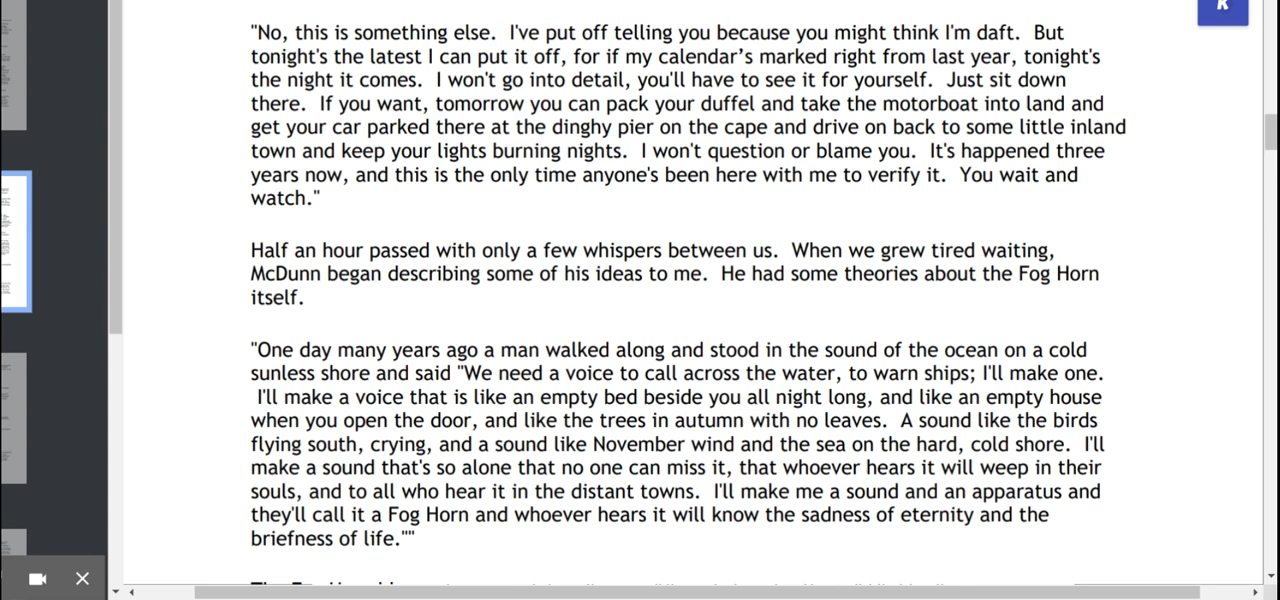 "No, this is something else.  I've put off telling you because you might think I'm daft.  But
tonight's the latest I can put it off, for if my calendar’s marked right from last year, tonight's
the night it comes.  I won't go into detail, you'll have to see it for yourself.  Just sit down
there.  If you want, tomorrow you can pack your duffel and take the motorboat into land and
get your car parked there at the dinghy pier on the cape and drive on back to some little inland
town and keep your lights burning nights.  I won't question or blame you.  It's happened three
years now, and this is the only time anyone's been here with me to verify it.  You wait and
watch."
Half an hour passed with only a few whispers between us.  When we grew tired waiting,
McDunn began describing some of his ideas to me.  He had some theories about the Fog Horn
itself.
"One day many years ago a man walked along and stood in the sound of the ocean on a cold
sunless shore and said "We need a voice to call across the water, to warn ships; I'll make one.
I'll make a voice that is like an empty bed beside you all night long, and like an empty house
when you open the door, and like the trees in autumn with no leaves.  A sound like the birds
flying south, crying, and a sound like November wind and the sea on the hard, cold shore.  I'll
make a sound that's so alone that no one can miss it, that whoever hears it will weep in their
souls, and to all who hear it in the distant towns.  I'll make me a sound and an apparatus and
they'll call it a Fog Horn and whoever hears it will know the sadness of eternity and the
briefness of life.""